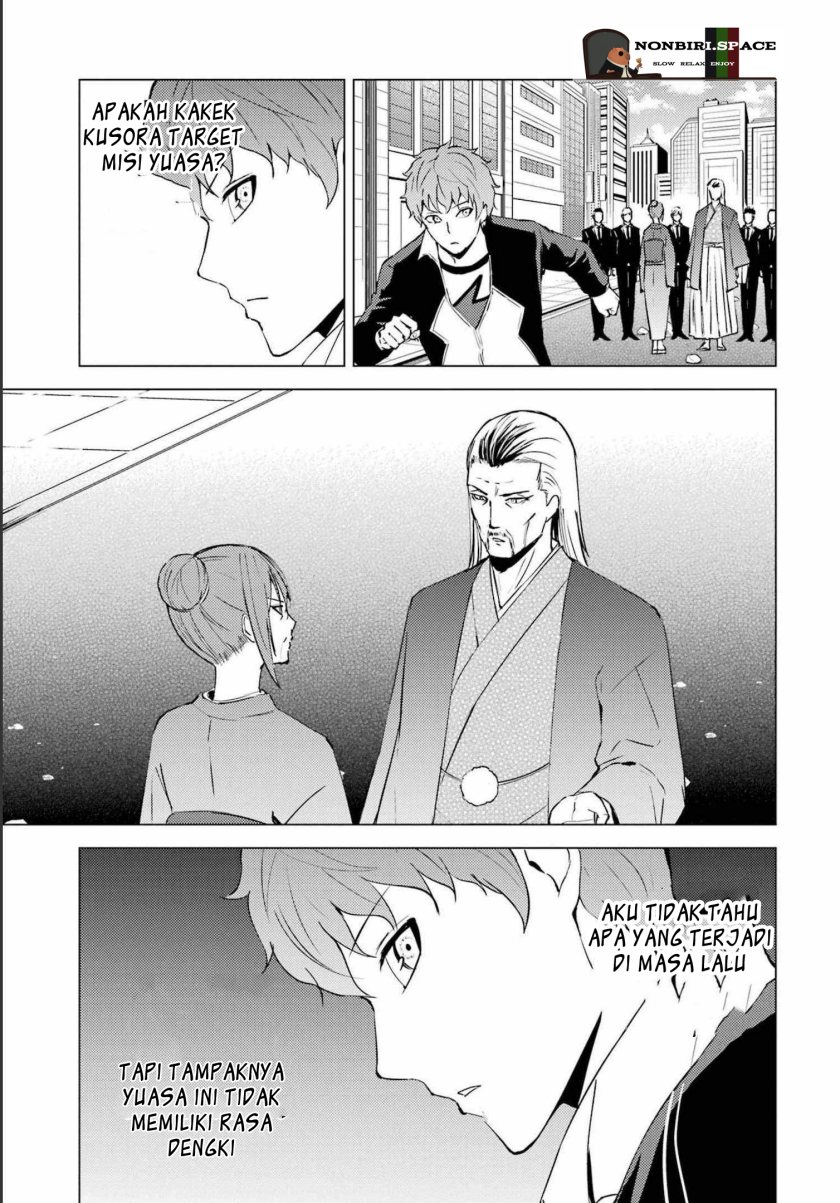 NONBIRI.SPACE
SLOW RELAX ENJOY
APAKAH KAKEK
KUSORA TARGET
MISI YUASA?
AKU TIDAK TAHU
APA YANG TERJADI
DI MASA LALU
TAPI TAMPAKNYA
YUASA INI TIDAK
MEMILIKI RASA
DENGKI